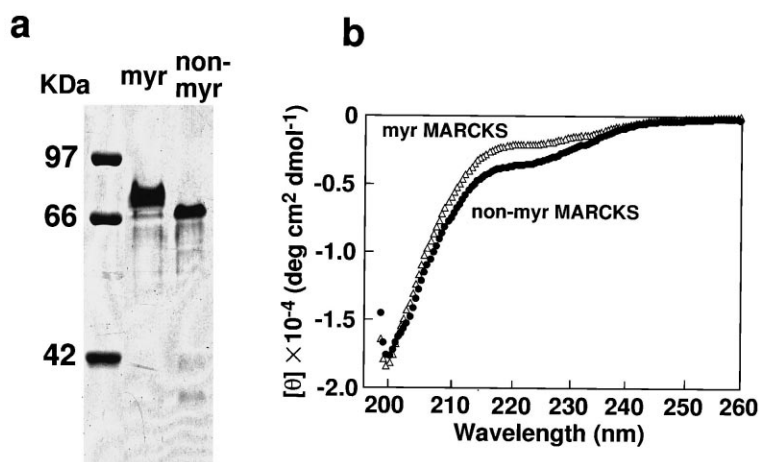 a
KDa
myr
non-
myr
97
66
42
b
[θ] ×10⁻⁴ (deg cm² dmol⁻¹)
0
-0.5
-1.0
-1.5
-2.0
myr MARCKS
non-myr MARCKS
200 210 220 230 240 250 260
Wavelength (nm)